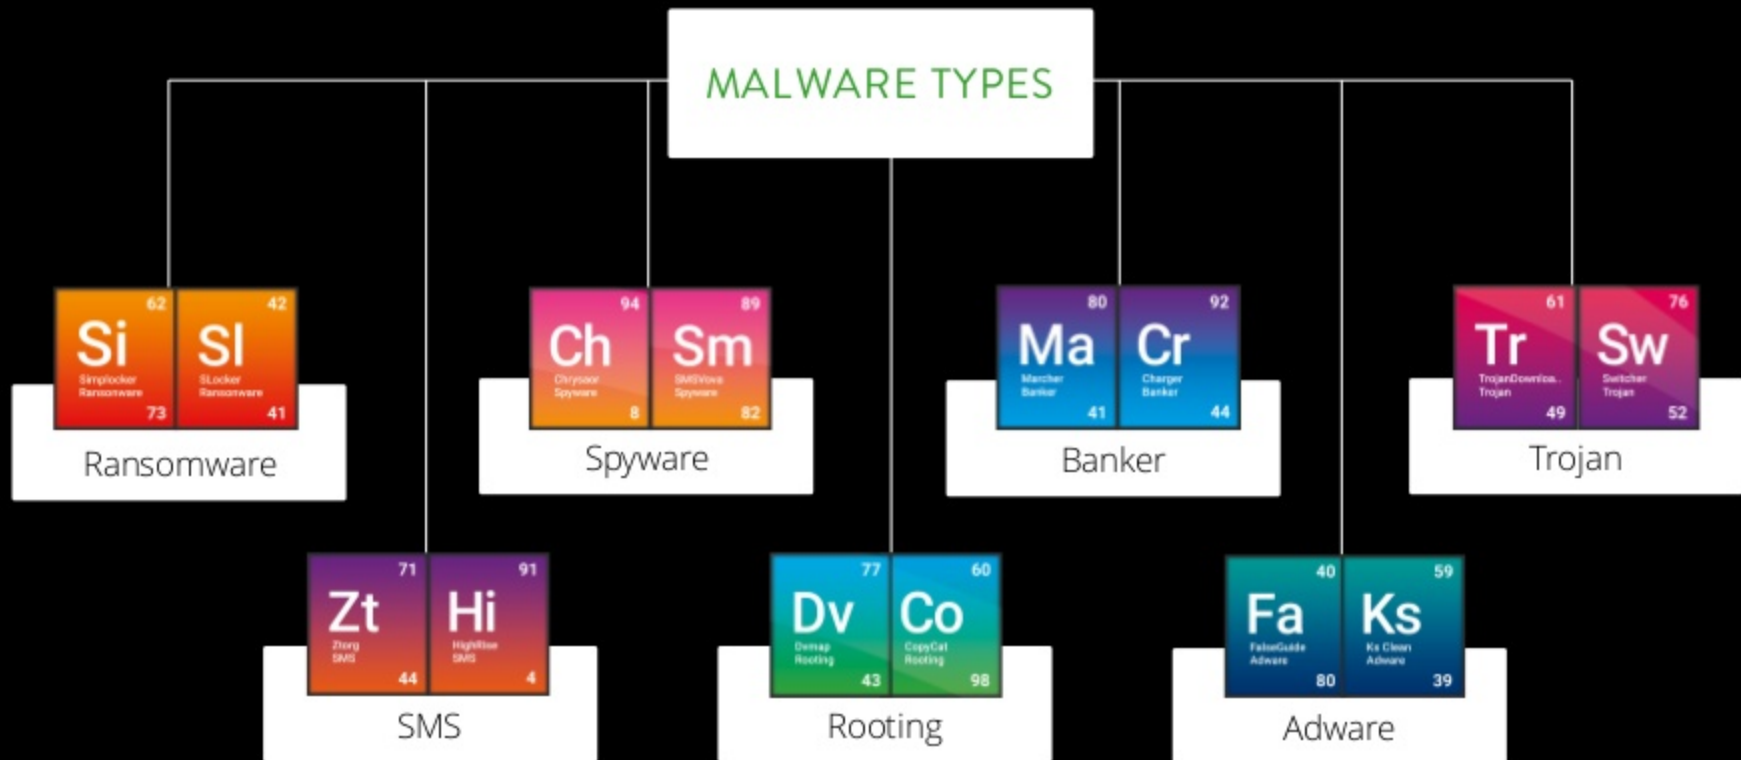 MALWARE TYPES
62
Si
Simplocker
Ransomware
73
42
Sl
SLocker
Ransomware
41
Ransomware
94
Ch
Chrysaor
Spyware
8
89
Sm
SMSVova
Spyware
82
Spyware
80
Ma
Marcher
Banker
41
92
Cr
Charger
Banker
44
Banker
61
Tr
TrojanDownloa..
Trojan
49
76
Sw
Switcher
Trojan
52
Trojan
71
Zt
Ztorg
SMS
44
91
Hi
HighRise
SMS
4
SMS
77
Dv
Dvmap
Rooting
43
60
Co
CopyCat
Rooting
98
Rooting
40
Fa
FalseGuide
Adware
80
59
Ks
Ks Clean
Adware
39
Adware